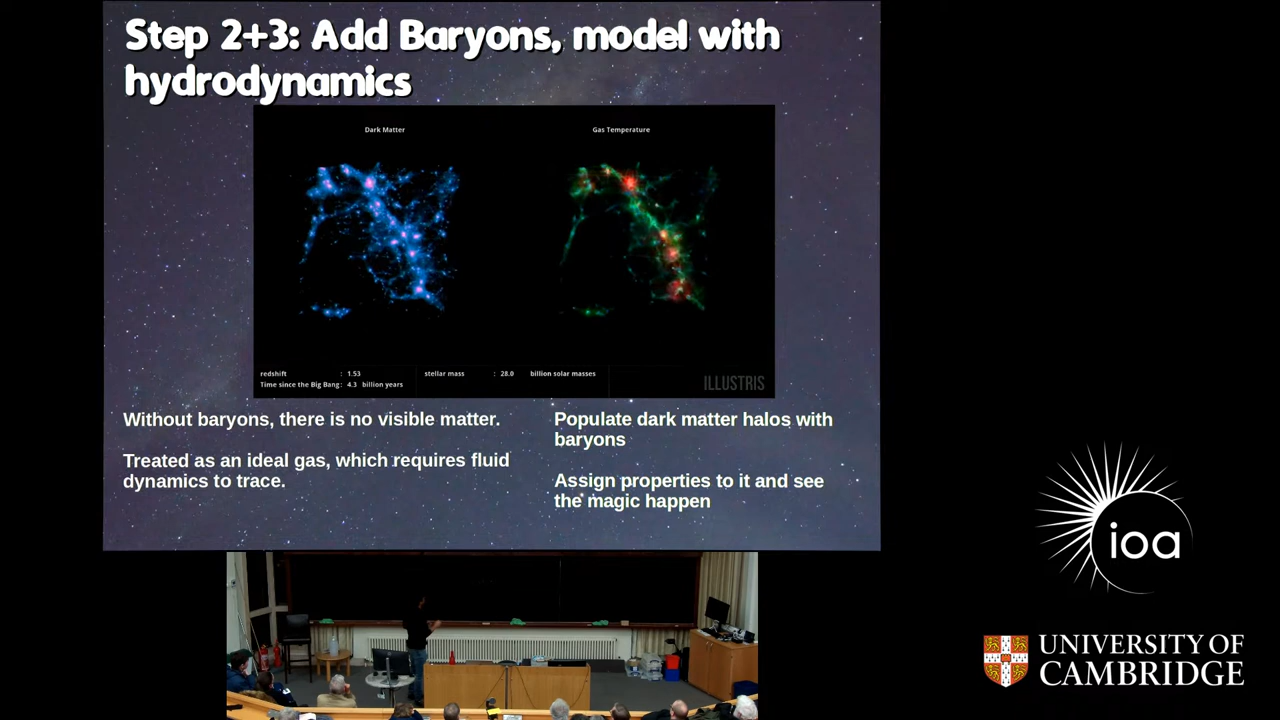 Step 2+3: Add Baryons, model with
hydrodynamics
Dark Matter
Gas Temperature
redshift : 1.53
stellar mass : 28.0 billion solar masses
Time since the Big Bang: 4.3 billion years
ILLUSTRIS
Without baryons, there is no visible matter.
Treated as an ideal gas, which requires fluid
dynamics to trace.
Populate dark matter halos with
baryons
Assign properties to it and see
the magic happen
ioa
UNIVERSITY OF
CAMBRIDGE